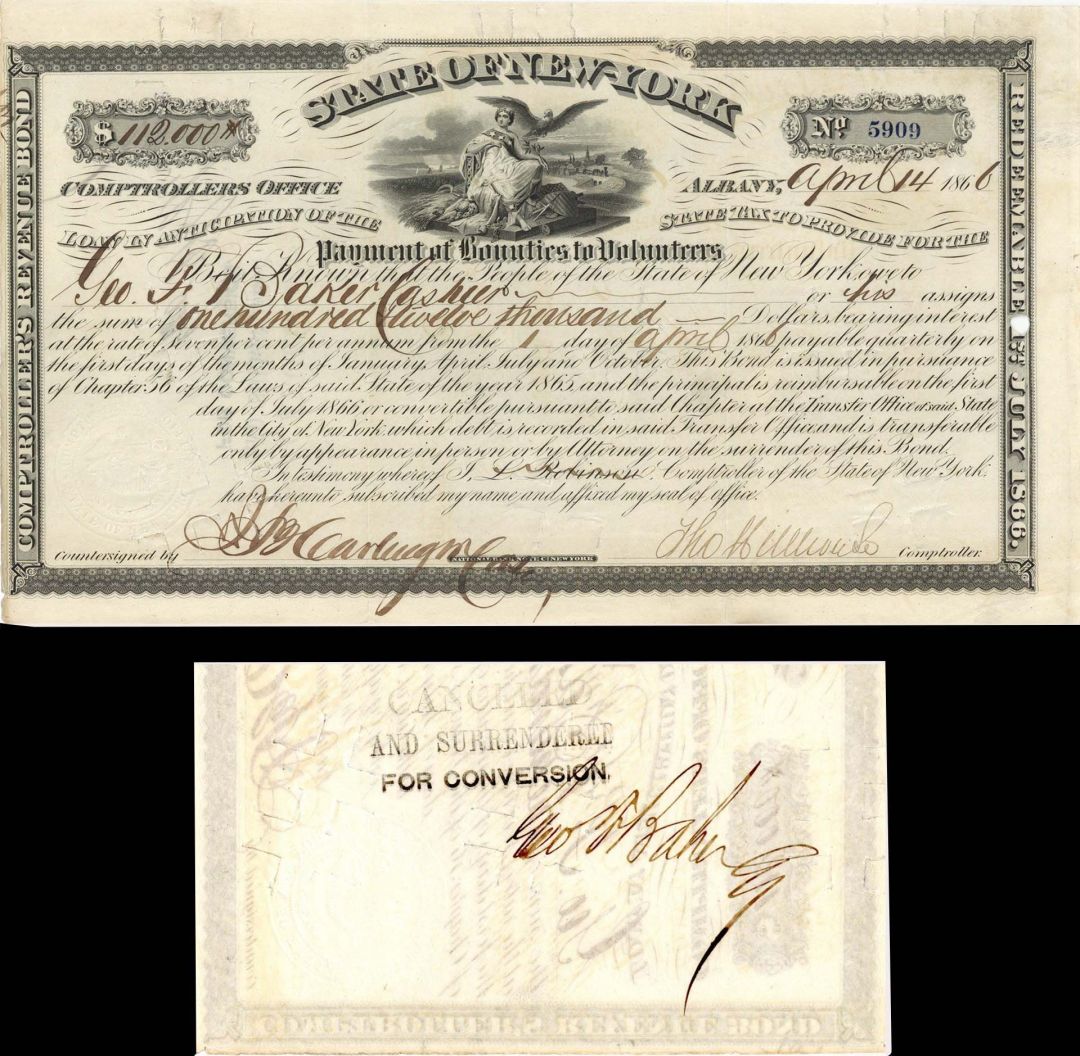 STATE OF NEW-YORK
$ 112.000
No. 5909
COMPTROLLERS OFFICE
ALBANY, April 14 1866
LOAN IN ANTICIPATION OF THE STATE TAX TO PROVIDE FOR THE
Payment of Bounties to Volunteers
Be it Known that the People of the State of New York owe to
Geo. F. Baker Cashier or his assigns
the sum of one hundred twelve thousand Dollars, bearing interest
at the rate of Seven per cent per annum from the 1 day of April 1866 payable quarterly on
the first days of the months of January, April, July and October. This Bond is issued in pursuance
of Chapter 56 of the Laws of said State of the year 1865, and the principal is reimbursable on the first
day of July 1866 or convertible pursuant to said Chapter at the Transfer Office of said State
in the City of New York, which debt is recorded in said Transfer Office and is transferable
only by appearance in person or by Attorney on the surrender of this Bond.
In testimony whereof I, L. Robinson, Comptroller of the State of New York
have hereunto subscribed my name and affixed my seal of office.
Countersigned by
Tho Hillhouse Comptroller.
COMPTROLLER'S REVENUE BOND
REDEEMABLE 1st JULY 1866.
CANCELLED
AND SURRENDERED
FOR CONVERSION.
Geo F Baker
COMPTROLLER'S REVENUE BOND